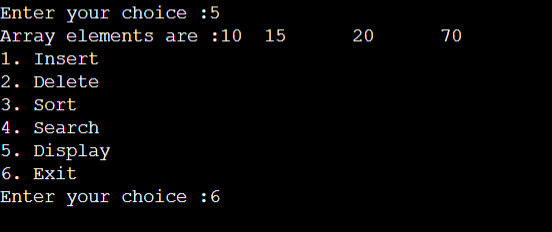 Enter your choice :5
Array elements are :10  15      20      70
1. Insert
2. Delete
3. Sort
4. Search
5. Display
6. Exit
Enter your choice :6